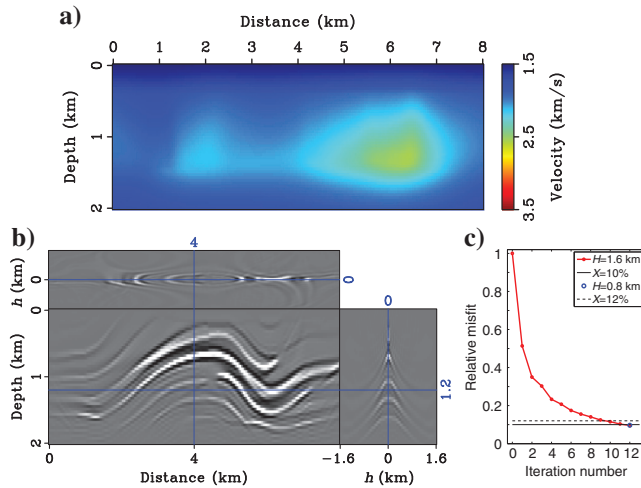 a)
Distance (km)
0 1 2 3 4 5 6 7 8
Depth (km)
0
1
2
Velocity (km/s)
1.5
2.5
3.5
b)
4
h (km)
0
0
0
Depth (km)
0
1
2
1.2
0 4 8 -1.6 0 1.6
Distance (km)
h (km)
c)
Relative misfit
1
0.8
0.6
0.4
0.2
0
H=1.6 km
X=10%
H=0.8 km
X=12%
0 2 4 6 8 10 12
Iteration number